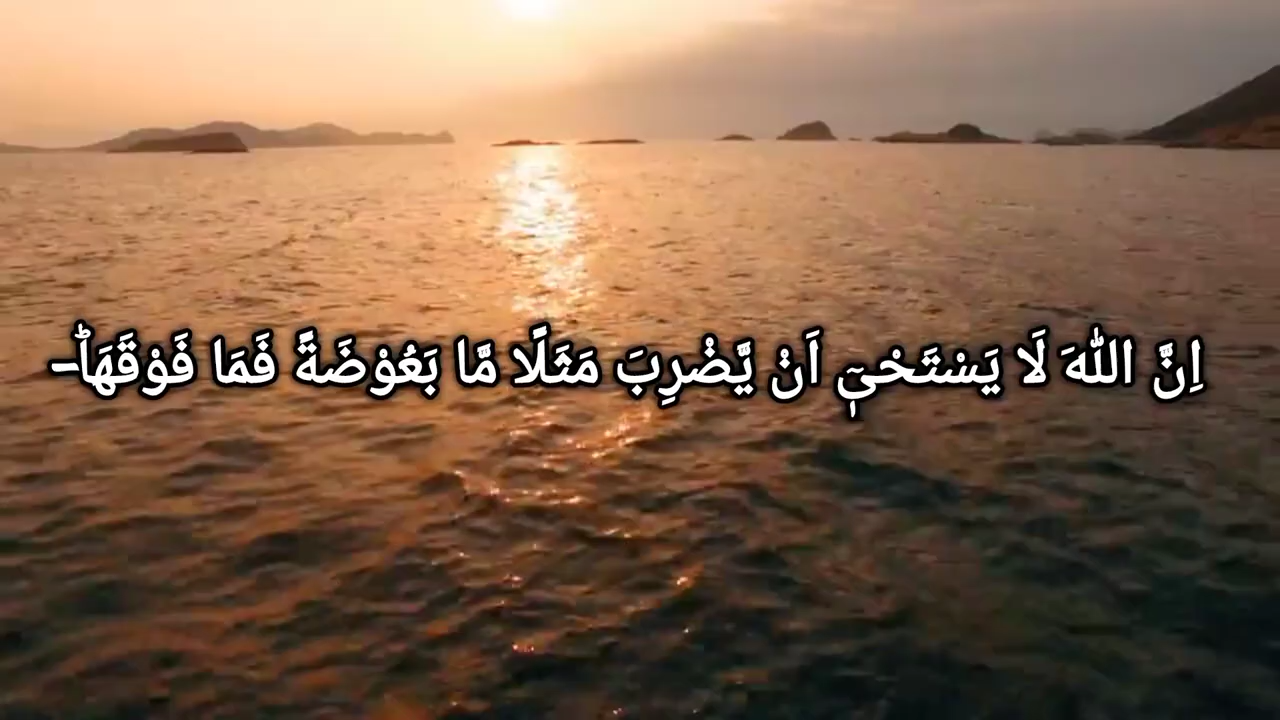 اِنَّ اللّٰهَ لَا يَسْتَحْیٖۤ اَنْ يَّضْرِبَ مَثَلًا مَّا بَعُوْضَةً فَمَا فَوْقَهَاؕ-